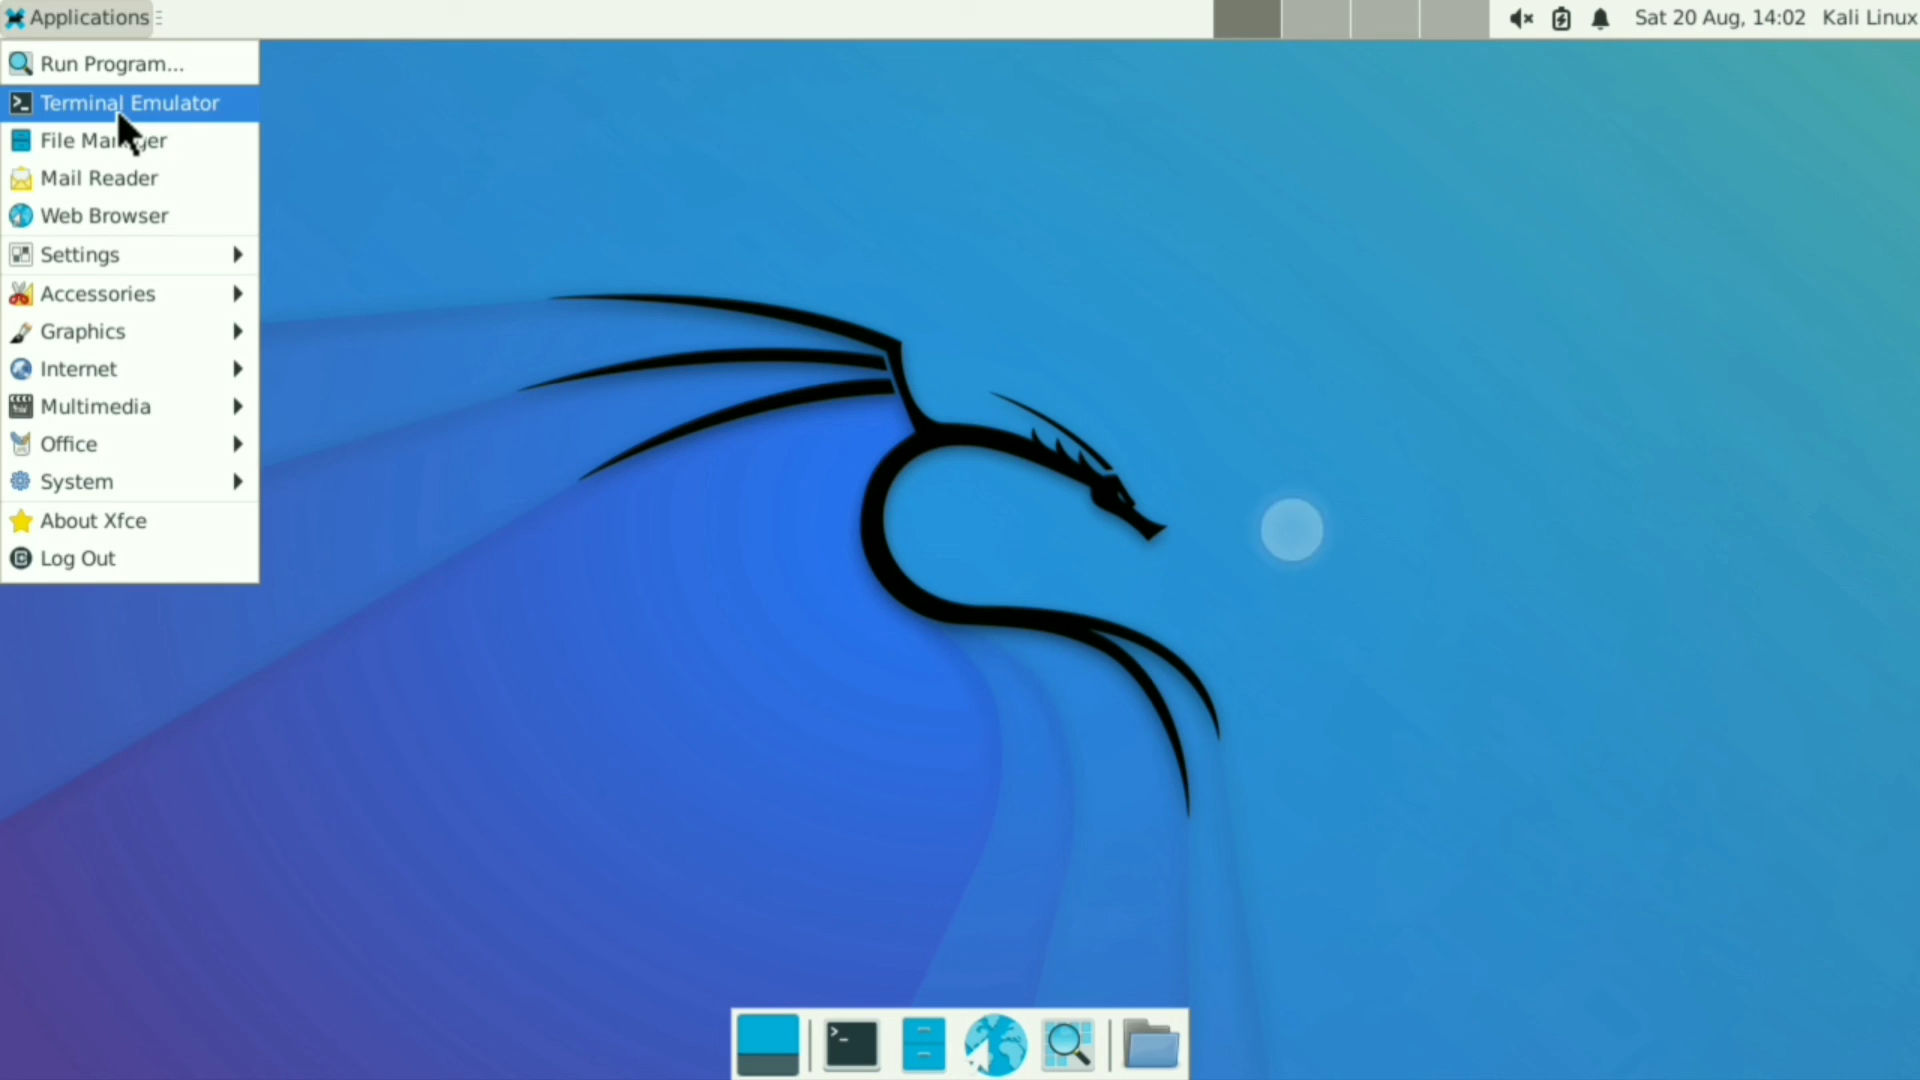 Applications
Sat 20 Aug, 14:02 Kali Linux
Run Program...
Terminal Emulator
File Manager
Mail Reader
Web Browser
Settings
Accessories
Graphics
Internet
Multimedia
Office
System
About Xfce
Log Out